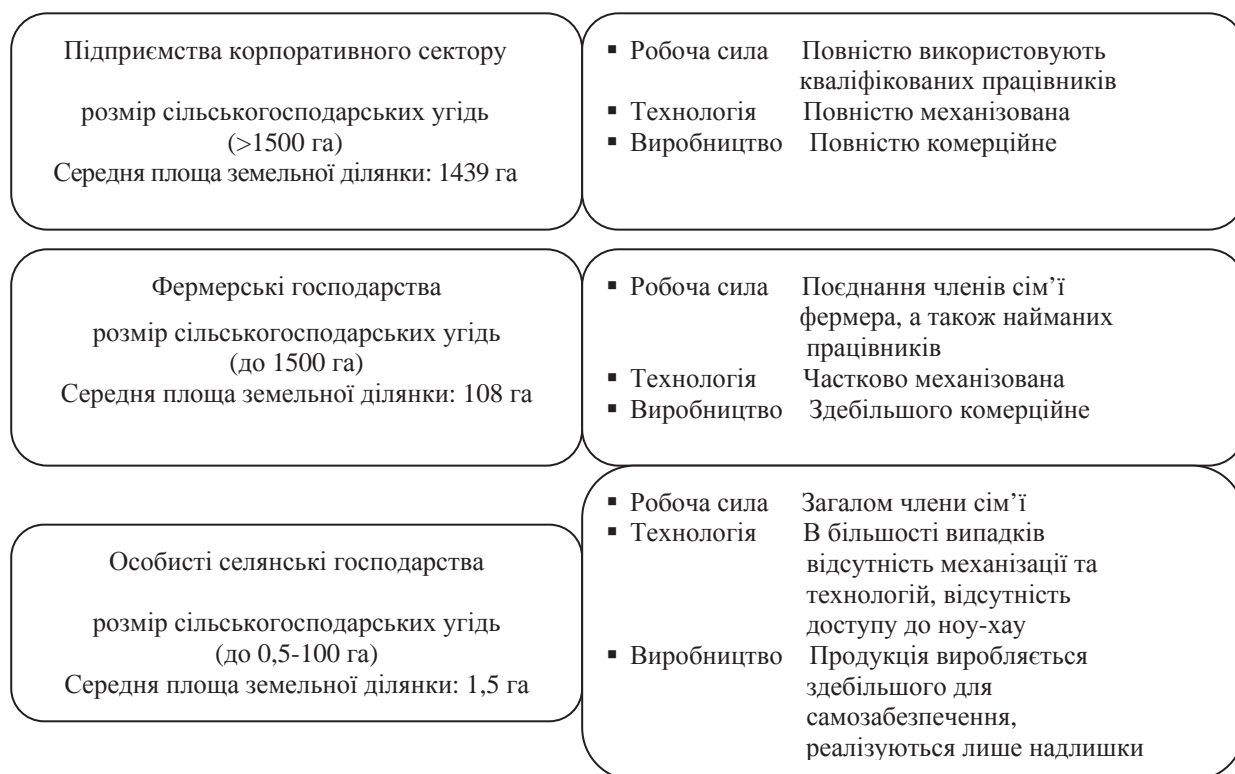 Підприємства корпоративного сектору
розмір сільськогосподарських угідь
(>1500 га)
Середня площа земельної ділянки: 1439 га
▪ Робоча сила Повністю використовують
кваліфікованих працівників
▪ Технологія Повністю механізована
▪ Виробництво Повністю комерційне
Фермерські господарства
розмір сільськогосподарських угідь
(до 1500 га)
Середня площа земельної ділянки: 108 га
▪ Робоча сила Поєднання членів сім’ї
фермера, а також найманих
працівників
▪ Технологія Частково механізована
▪ Виробництво Здебільшого комерційне
Особисті селянські господарства
розмір сільськогосподарських угідь
(до 0,5-100 га)
Середня площа земельної ділянки: 1,5 га
▪ Робоча сила Загалом члени сім’ї
▪ Технологія В більшості випадків
відсутність механізації та
технологій, відсутність
доступу до ноу-хау
▪ Виробництво Продукція виробляється
здебільшого для
самозабезпечення,
реалізуються лише надлишки